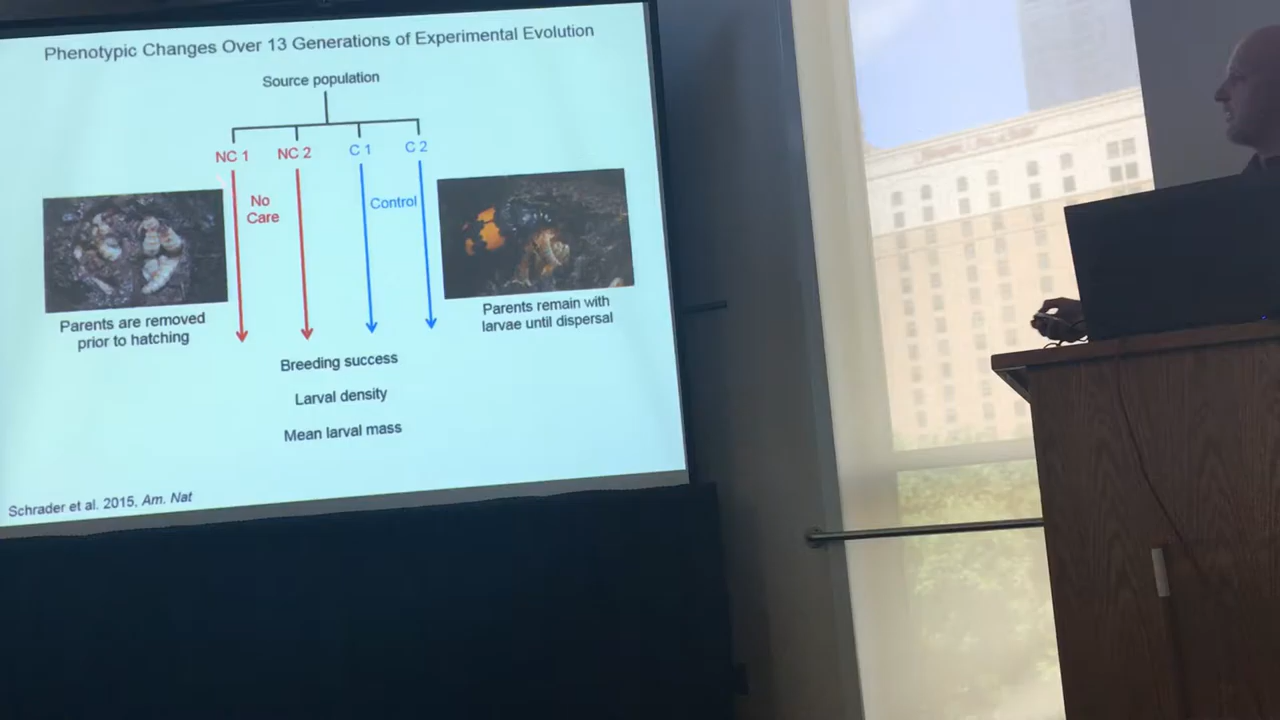 Phenotypic Changes Over 13 Generations of Experimental Evolution
Source population
NC 1
NC 2
C 1
C 2
No
Care
Control
Parents are removed
prior to hatching
Parents remain with
larvae until dispersal
Breeding success
Larval density
Mean larval mass
Schrader et al. 2015, Am. Nat